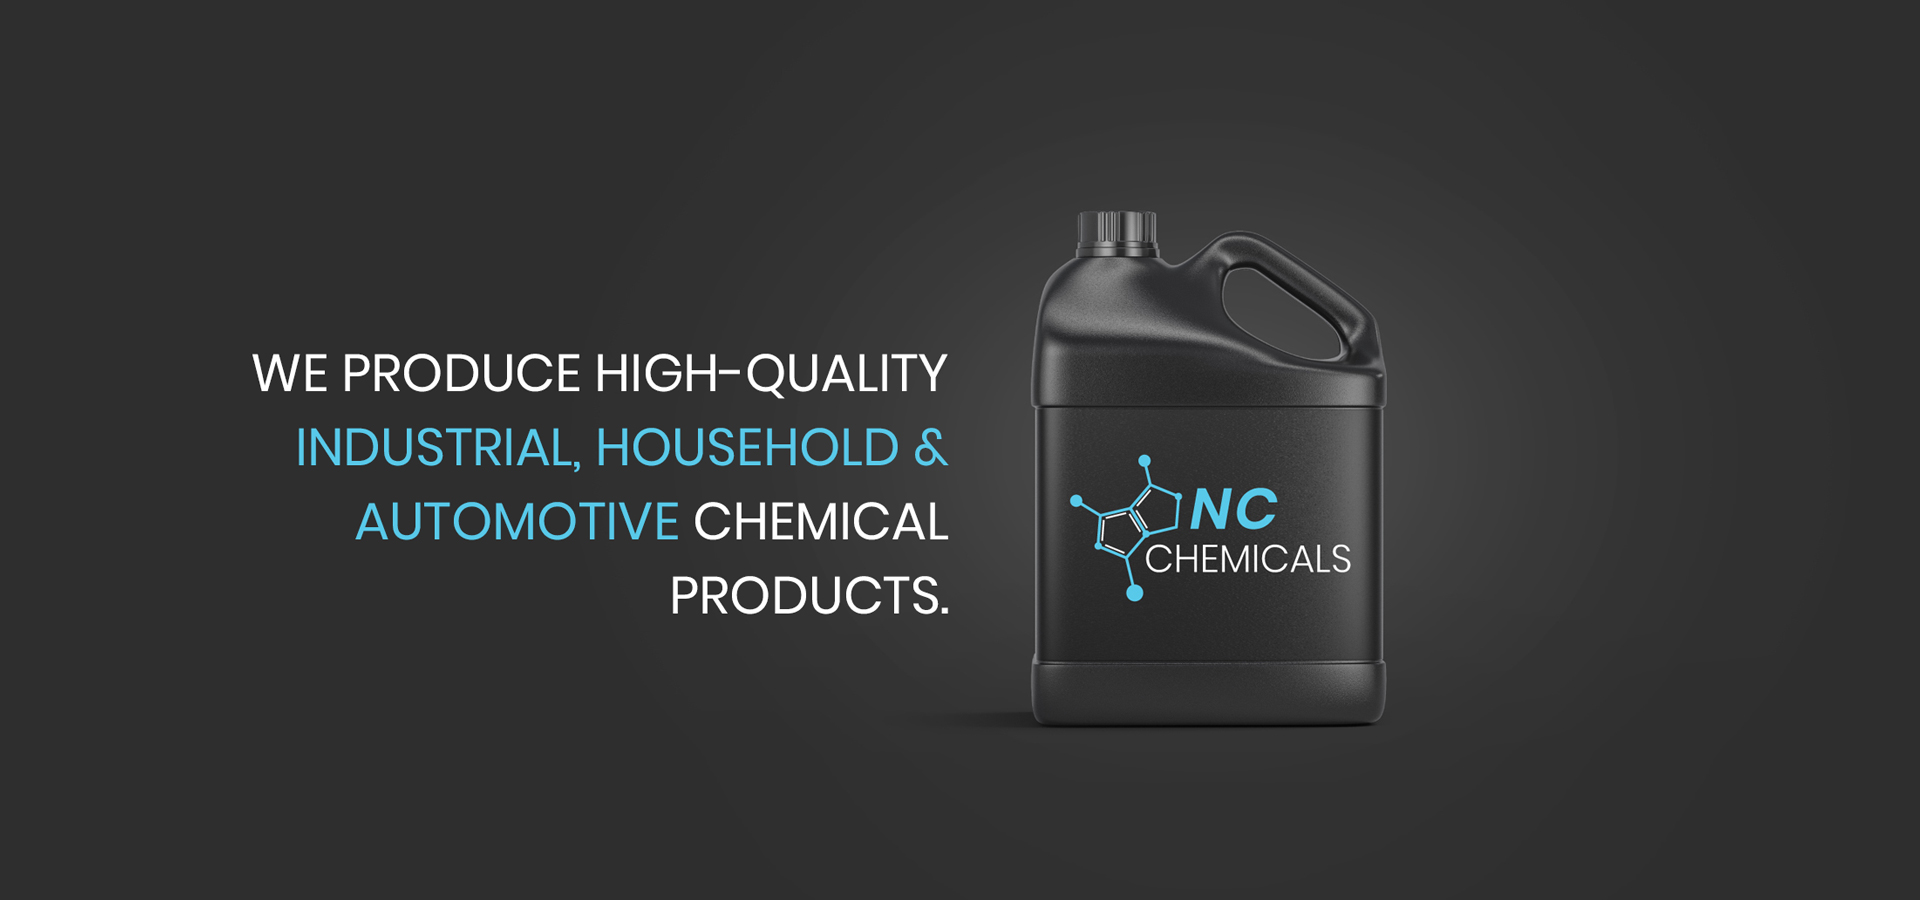 WE PRODUCE HIGH-QUALITY
INDUSTRIAL, HOUSEHOLD &
AUTOMOTIVE CHEMICAL
PRODUCTS.
NC
CHEMICALS